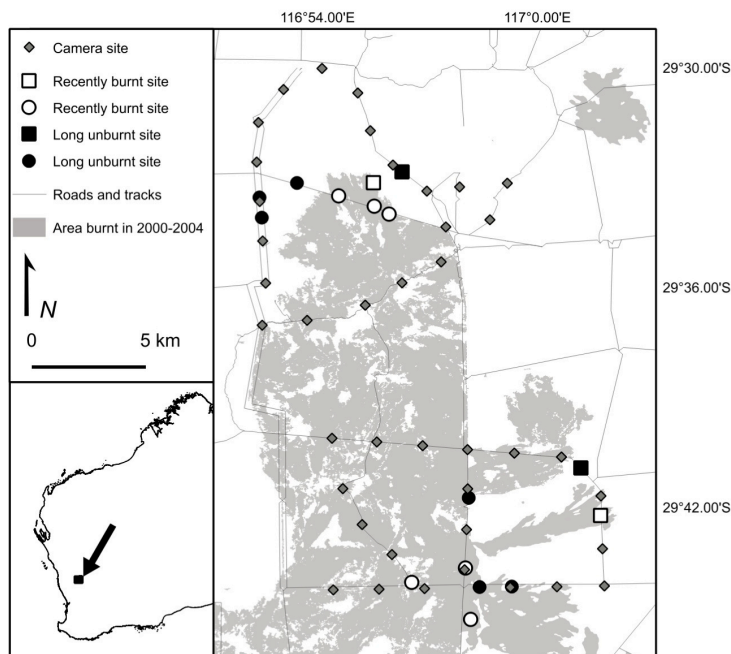 116°54.00'E
117°0.00'E
Camera site
Recently burnt site
Recently burnt site
Long unburnt site
Long unburnt site
Roads and tracks
Area burnt in 2000-2004
N
0 5 km
29°30.00'S
29°36.00'S
29°42.00'S